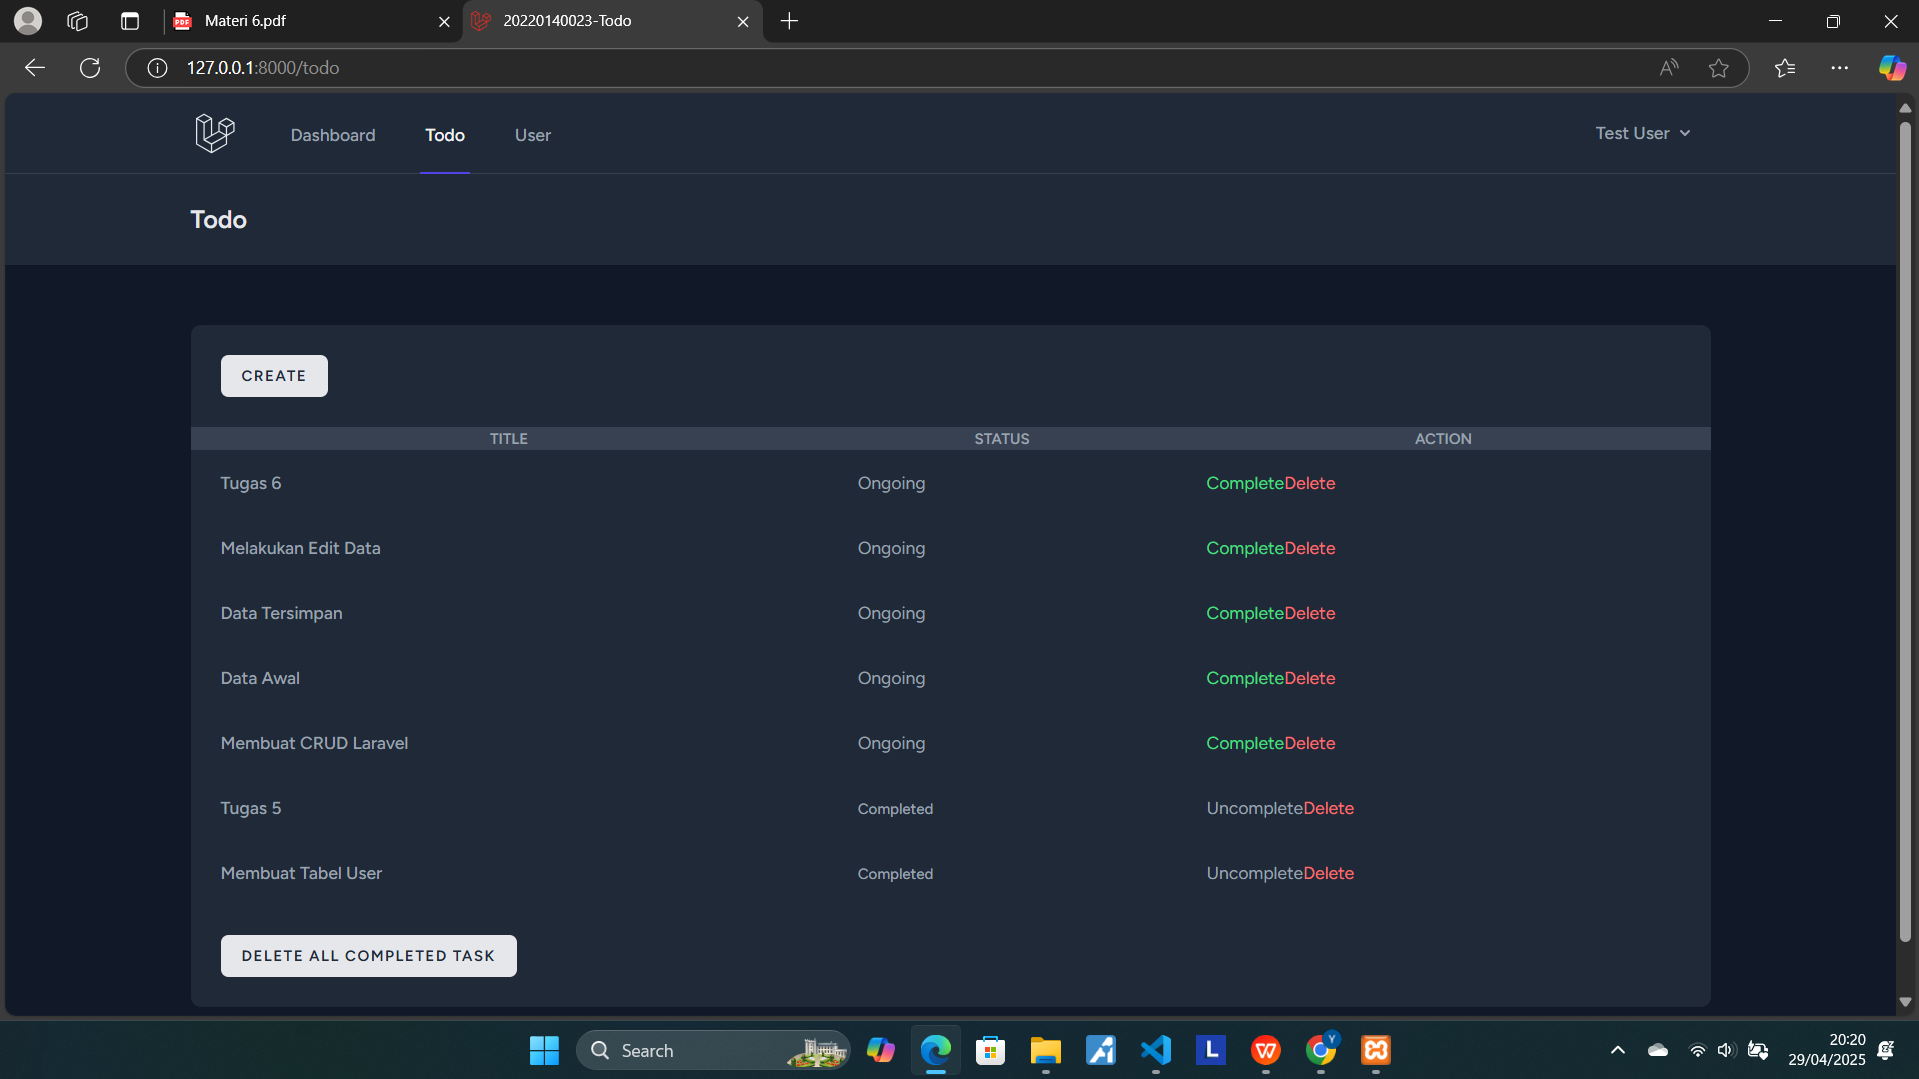 Materi 6.pdf
20220140023-Todo
127.0.0.1:8000/todo
Dashboard
Todo
User
Test User
Todo
CREATE
TITLE STATUS ACTION
Tugas 6 Ongoing CompleteDelete
Melakukan Edit Data Ongoing CompleteDelete
Data Tersimpan Ongoing CompleteDelete
Data Awal Ongoing CompleteDelete
Membuat CRUD Laravel Ongoing CompleteDelete
Tugas 5 Completed UncompleteDelete
Membuat Tabel User Completed UncompleteDelete
DELETE ALL COMPLETED TASK
Search
20:20
29/04/2025